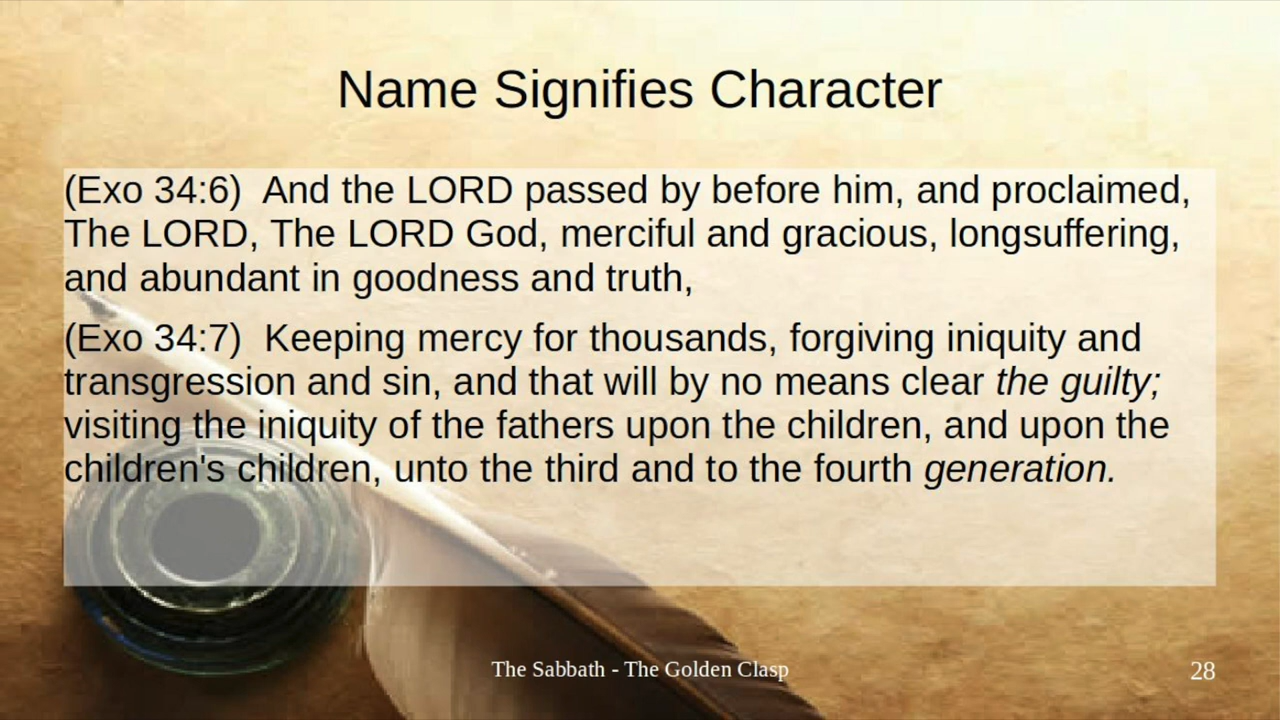 Name Signifies Character
(Exo 34:6)  And the LORD passed by before him, and proclaimed,
The LORD, The LORD God, merciful and gracious, longsuffering,
and abundant in goodness and truth,
(Exo 34:7)  Keeping mercy for thousands, forgiving iniquity and
transgression and sin, and that will by no means clear the guilty;
visiting the iniquity of the fathers upon the children, and upon the
children's children, unto the third and to the fourth generation.
The Sabbath - The Golden Clasp
28